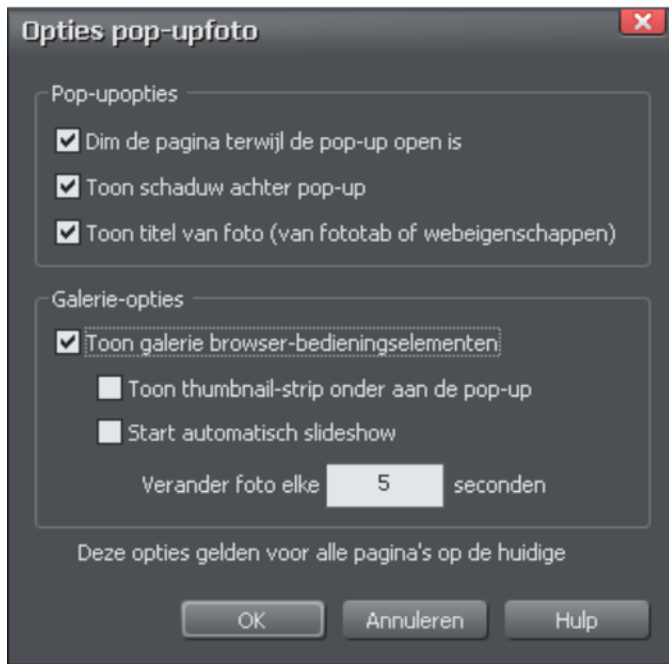 Opties pop-upfoto
Pop-upopties
Dim de pagina terwijl de pop-up open is
Toon schaduw achter pop-up
Toon titel van foto (van fototab of webeigenschappen)
Galerie-opties
Toon galerie browser-bedieningselementen
Toon thumbnail-strip onder aan de pop-up
Start automatisch slideshow
Verander foto elke 5 seconden
Deze opties gelden voor alle pagina's op de huidige
OK Annuleren Hulp